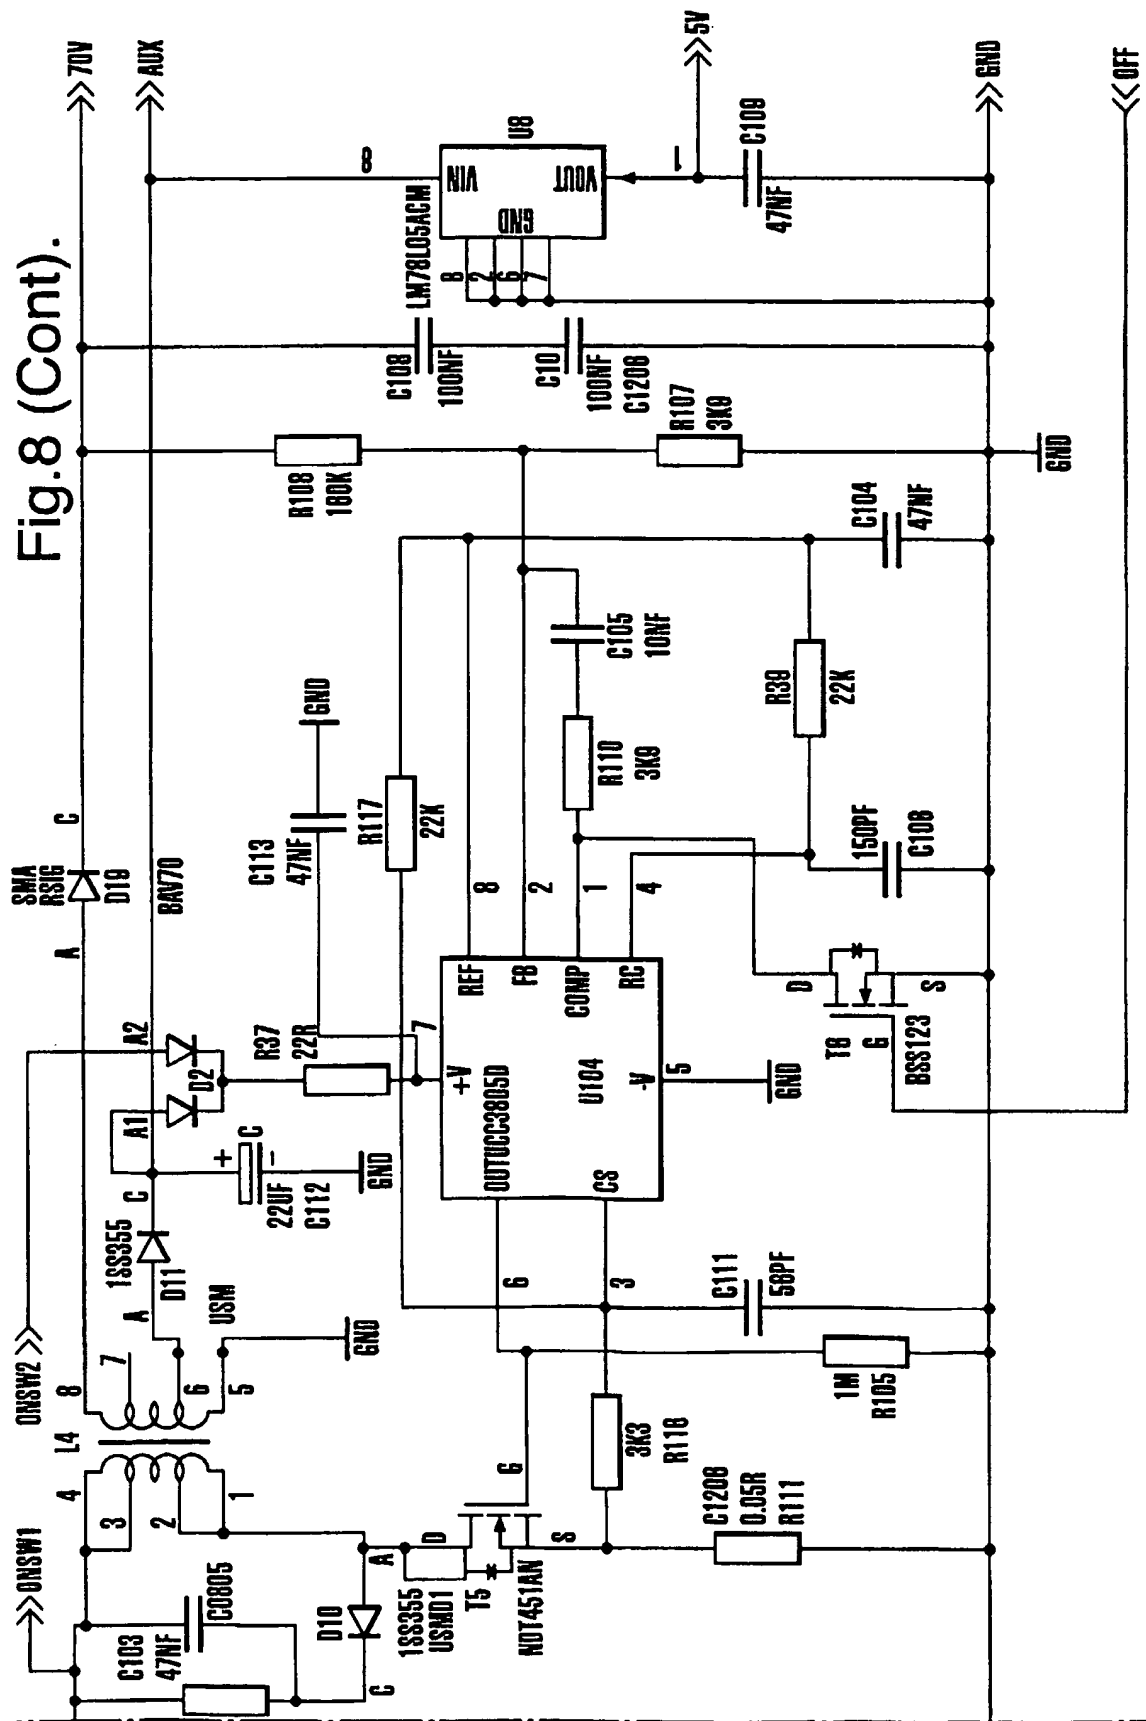 Fig.8 (Cont).
70V
AUX
5V
GND
OFF
U8
8
VIN
VOUT
GND
1
LM78L05ACM
8
2
6
7
C109
47NF
C108
100NF
C10
100NF
C1206
R108
180K
R107
3K9
GND
C104
47NF
C105
10NF
R110
3K9
R39
22K
150PF
C106
GND
C113
47NF
R117
22K
SMA
RSIG
D19
A
C
BAV70
8
2
1
4
7
5
6
3
REF
FB
COMP
RC
+V
-V
OUTUCC3805D
U104
CS
GND
T8
D
G
S
BSS123
A2
A1
D2
R37
22R
+
C
-
22UF
C112
GND
1SS355
D11
A
C
USM
GND
ONSW2
L4
8
7
6
5
4
3
2
1
ONSW1
C111
56PF
1M
R105
3K3
R118
C1206
0.05R
R111
G
D
S
T5
NDT451AN
1SS355
USMD1
A
D10
C
C103
47NF
C0805